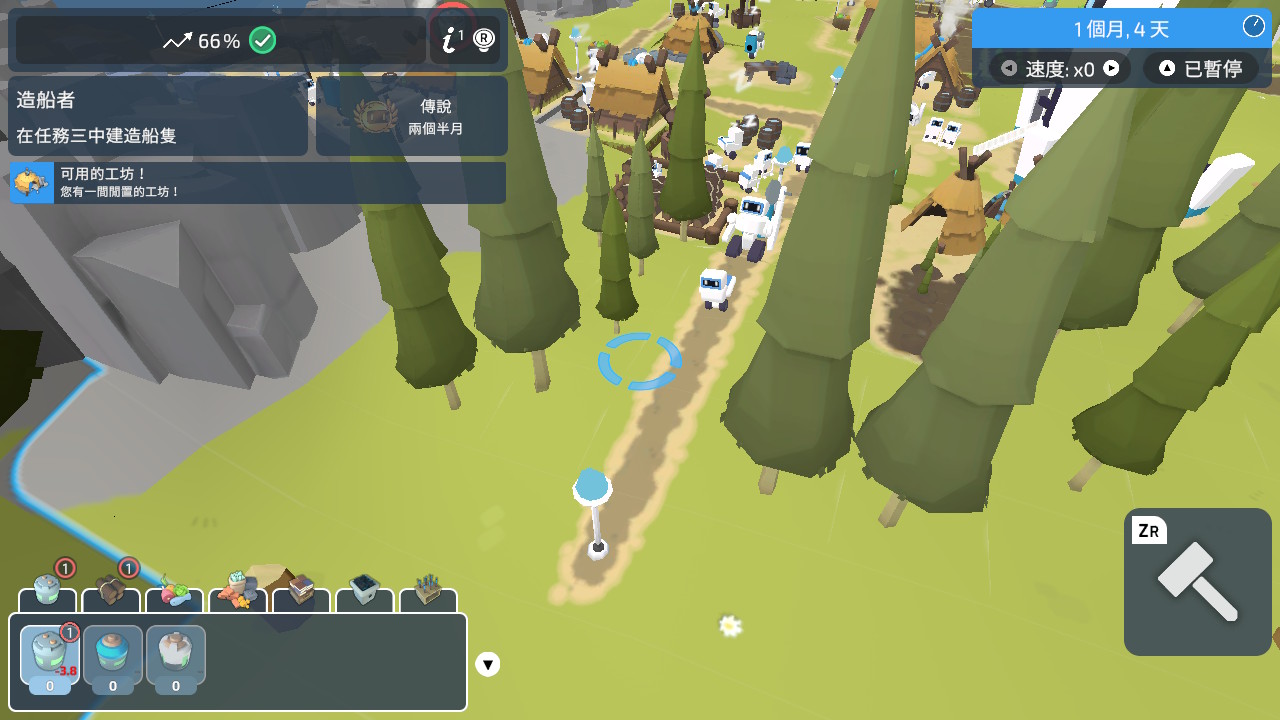 66%
i 1 R
1 個月, 4 天
速度: x0
已暫停
造船者
在任務三中建造船隻
傳說
兩個半月
可用的工坊！
您有一間閒置的工坊！
ZR
1
1
1
-3.8
0
0
0